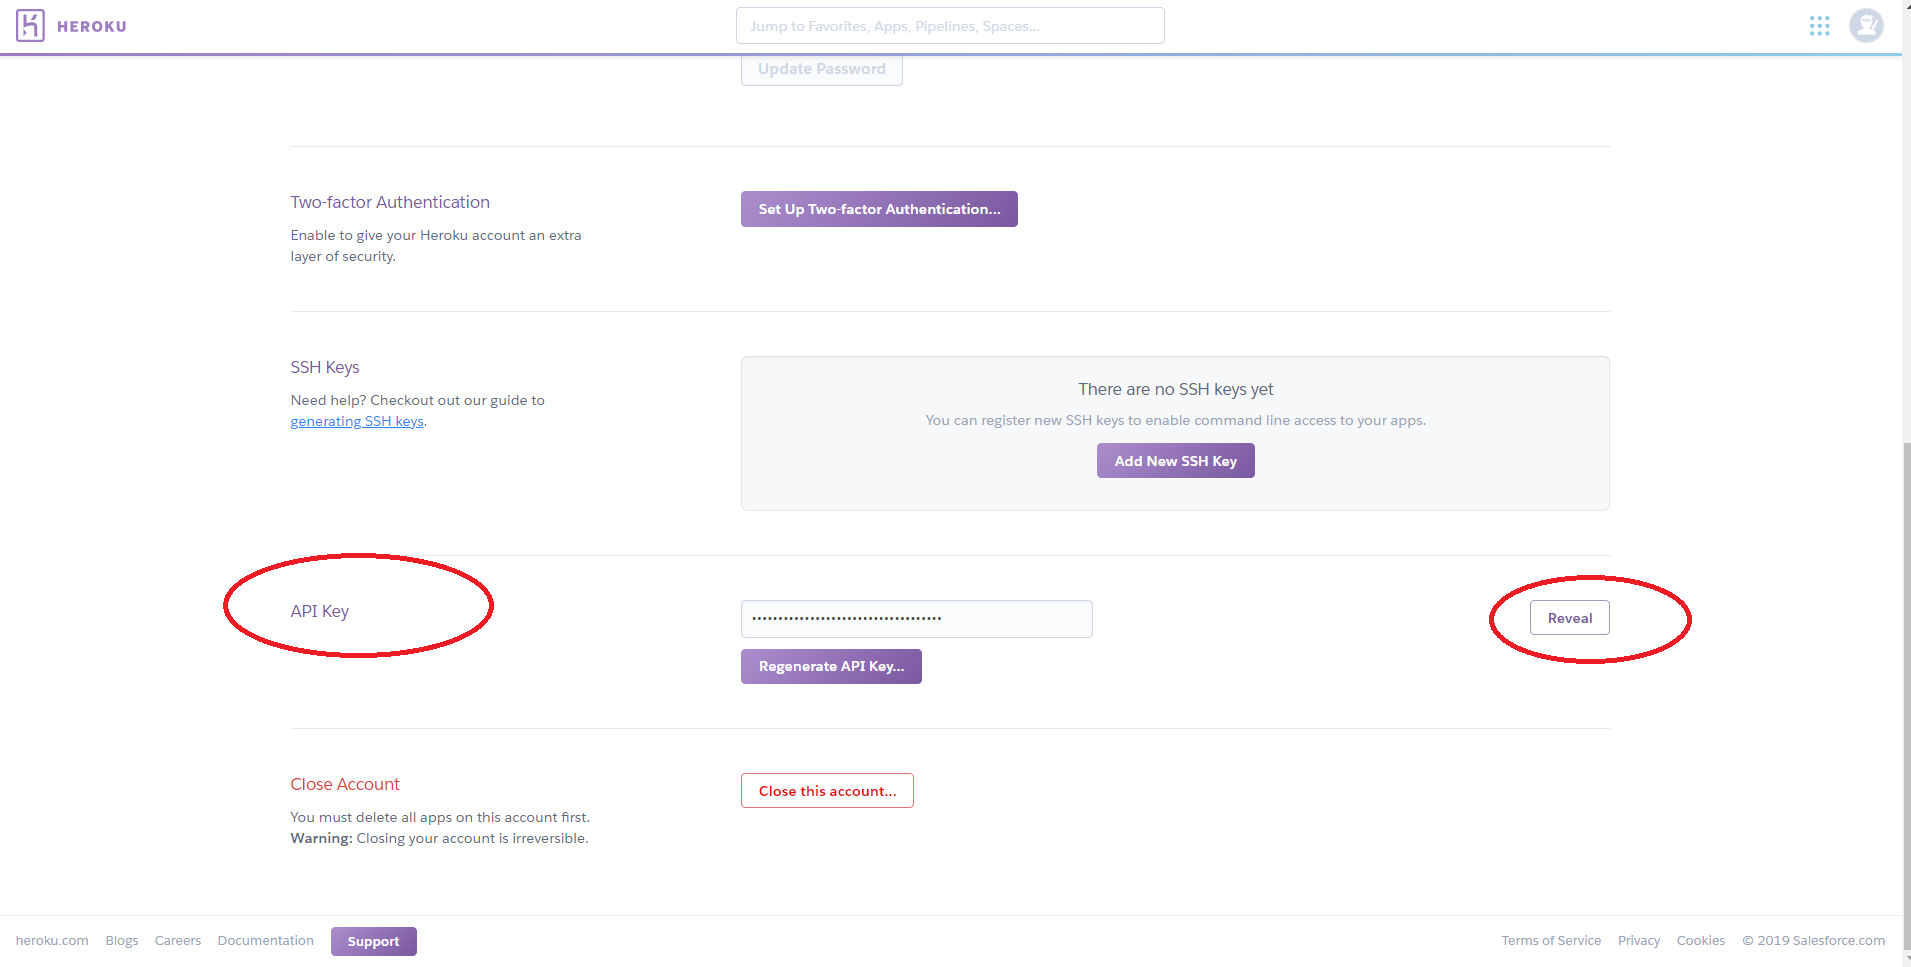 HEROKU
Jump to Favorites, Apps, Pipelines, Spaces...
Update Password
Two-factor Authentication
Set Up Two-factor Authentication...
Enable to give your Heroku account an extra
layer of security.
SSH Keys
Need help? Checkout out our guide to
generating SSH keys.
There are no SSH keys yet
You can register new SSH keys to enable command line access to your apps.
Add New SSH Key
API Key
••••••••••••••••••••••••••••••••••••
Reveal
Regenerate API Key...
Close Account
Close this account...
You must delete all apps on this account first.
Warning: Closing your account is irreversible.
heroku.com Blogs Careers Documentation Support
Terms of Service Privacy Cookies © 2019 Salesforce.com